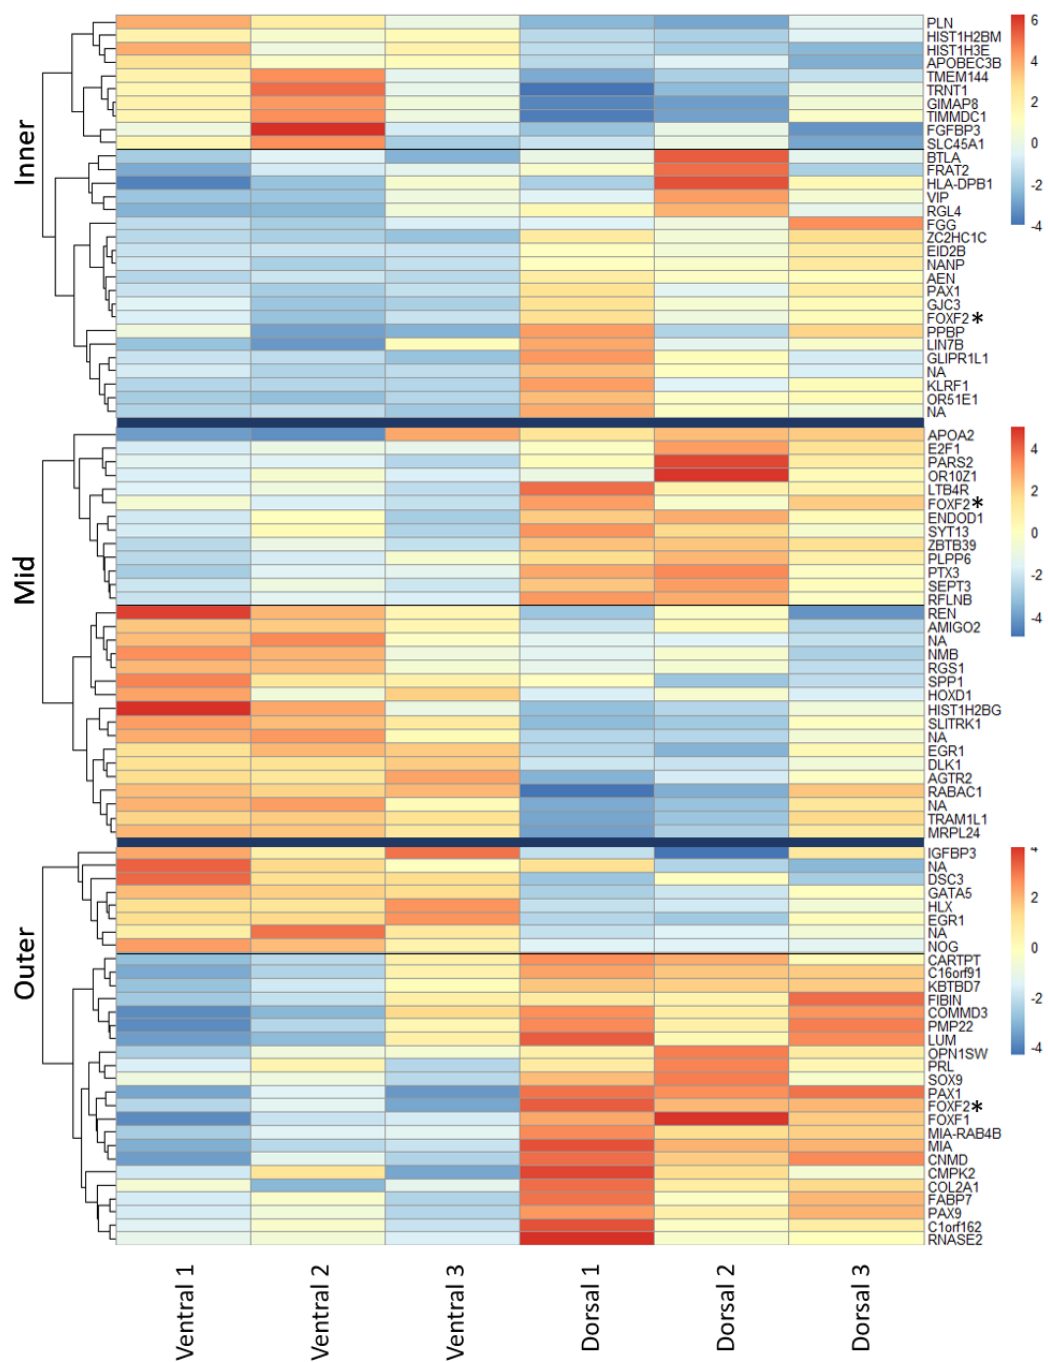 Inner
PLN
HIST1H2BM
HIST1H3E
APOBEC3B
TMEM144
TRNT1
GIMAP8
TIMMDC1
FGFBP3
SLC45A1
BTLA
FRAT2
HLA-DPB1
VIP
RGL4
FGG
ZC2HC1C
EID2B
NANP
AEN
PAX1
GJC3
FOXF2*
PPBP
LIN7B
GLIPR1L1
NA
KLRF1
OR51E1
NA
6
4
2
0
-2
-4
Mid
APOA2
E2F1
PARS2
OR10Z1
LTB4R
FOXF2*
ENDOD1
SYT13
ZBTB39
PLPP6
PTX3
SEPT3
RFLNB
REN
AMIGO2
NA
NMB
RGS1
SPP1
HOXD1
HIST1H2BG
SLITRK1
NA
EGR1
DLK1
AGTR2
RABAC1
NA
TRAM1L1
MRPL24
4
2
0
-2
-4
Outer
IGFBP3
NA
DSC3
GATA5
HLX
EGR1
NA
NOG
CARTPT
C16orf91
KBTBD7
FIBIN
COMMD3
PMP22
LUM
OPN1SW
PRL
SOX9
PAX1
FOXF2*
FOXF1
MIA-RAB4B
MIA
CNMD
CMPK2
COL2A1
FABP7
PAX9
C1orf162
RNASE2
4
2
0
-2
-4
Ventral 1
Ventral 2
Ventral 3
Dorsal 1
Dorsal 2
Dorsal 3